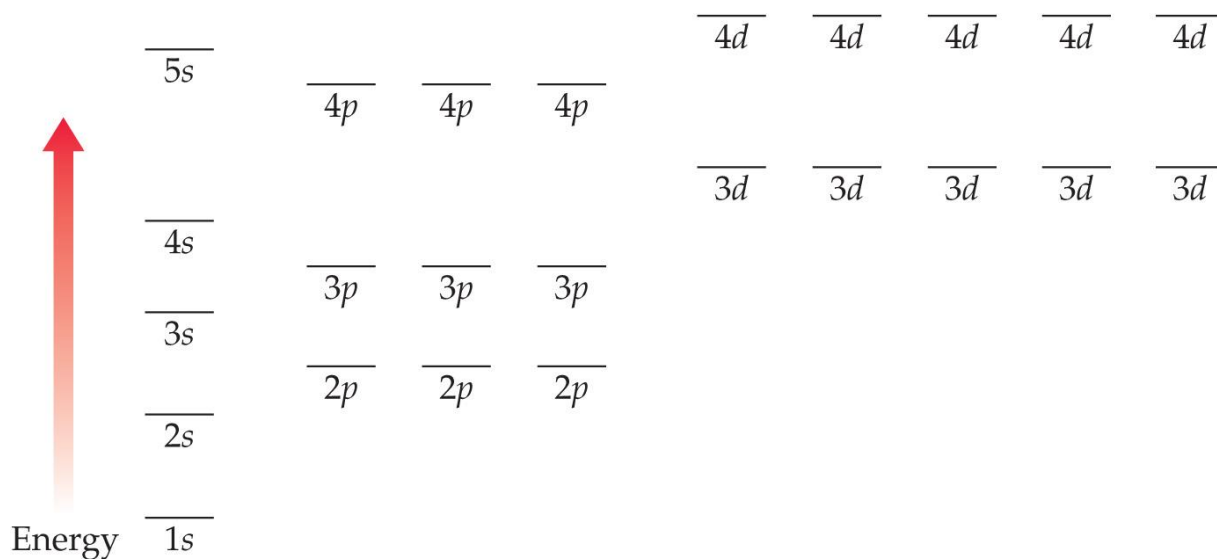 4d 4d 4d 4d 4d
5s
4p 4p 4p
3d 3d 3d 3d 3d
4s
3p 3p 3p
3s
2p 2p 2p
2s
Energy 1s